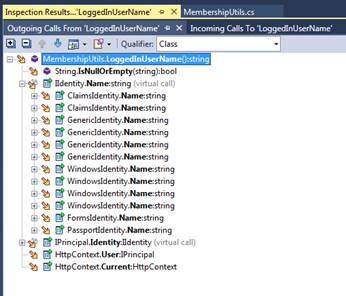 Inspection Results...'LoggedInUserName'
MembershipUtils.cs
Outgoing Calls From 'LoggedInUserName'
Incoming Calls To 'LoggedInUserName'
Qualifier: Class
MembershipUtils.LoggedInUserName():string
String.IsNullOrEmpty(string):bool
IIdentity.Name:string (virtual call)
ClaimsIdentity.Name:string
ClaimsIdentity.Name:string
GenericIdentity.Name:string
GenericIdentity.Name:string
GenericIdentity.Name:string
WindowsIdentity.Name:string
WindowsIdentity.Name:string
WindowsIdentity.Name:string
FormsIdentity.Name:string
PassportIdentity.Name:string
IPrincipal.Identity:IIdentity (virtual call)
HttpContext.User:IPrincipal
HttpContext.Current:HttpContext